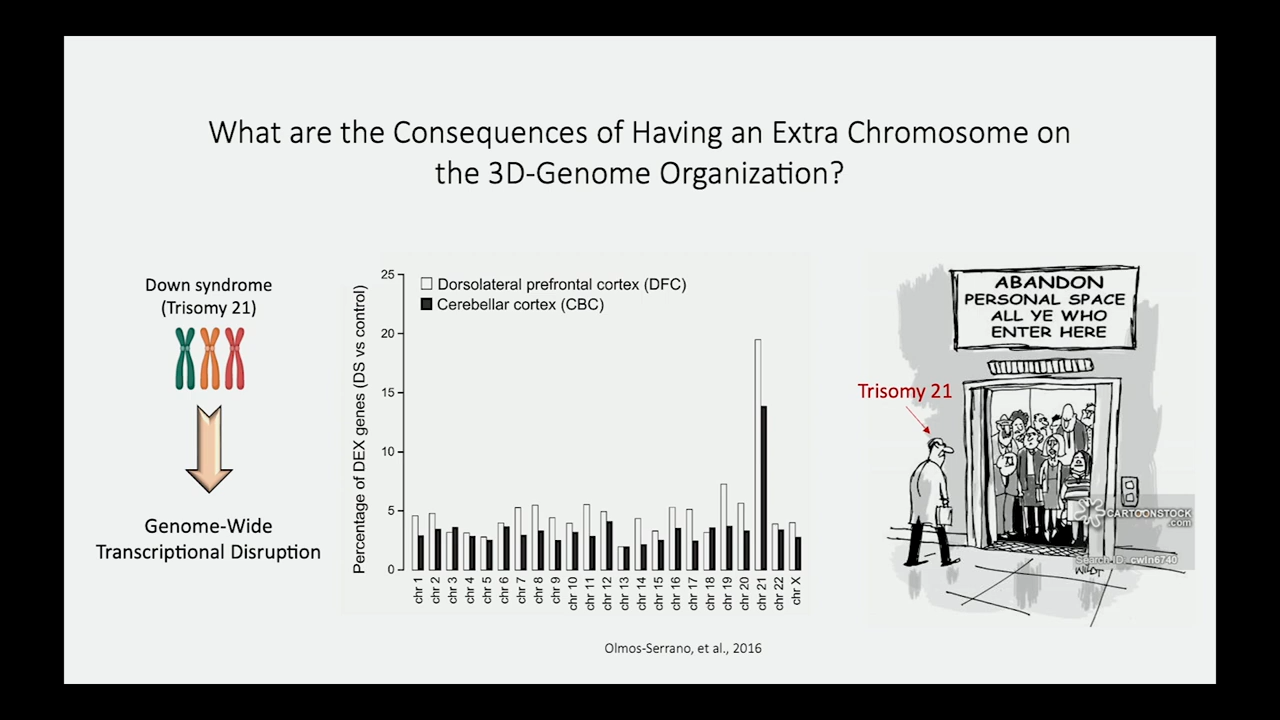 What are the Consequences of Having an Extra Chromosome on
the 3D-Genome Organization?
Down syndrome
(Trisomy 21)
Genome-Wide
Transcriptional Disruption
Percentage of DEX genes (DS vs control)
25
20
15
10
5
0
Dorsolateral prefrontal cortex (DFC)
Cerebellar cortex (CBC)
chr 1
chr 2
chr 3
chr 4
chr 5
chr 6
chr 7
chr 8
chr 9
chr 10
chr 11
chr 12
chr 13
chr 14
chr 15
chr 16
chr 17
chr 18
chr 19
chr 20
chr 21
chr 22
chr X
Olmos-Serrano, et al., 2016
ABANDON
PERSONAL SPACE
ALL YE WHO
ENTER HERE
Trisomy 21
CARTOONSTOCK
.com
Search ID: cwln6740
WILDT